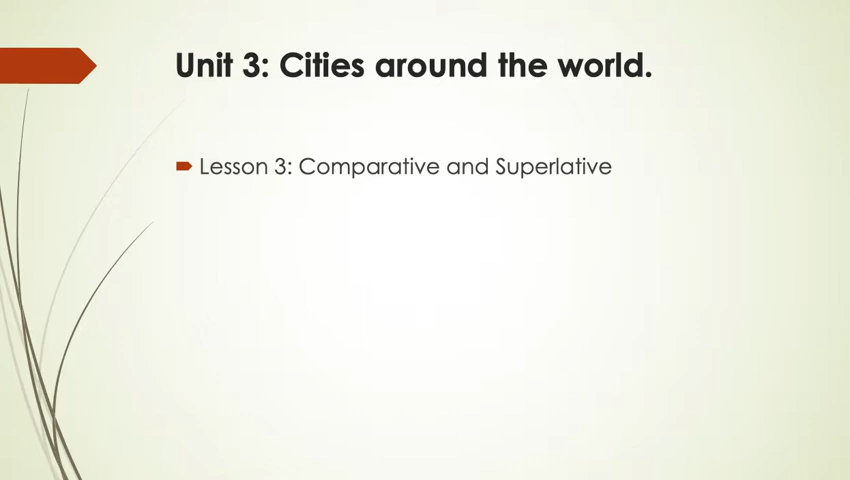 Unit 3: Cities around the world.
Lesson 3: Comparative and Superlative